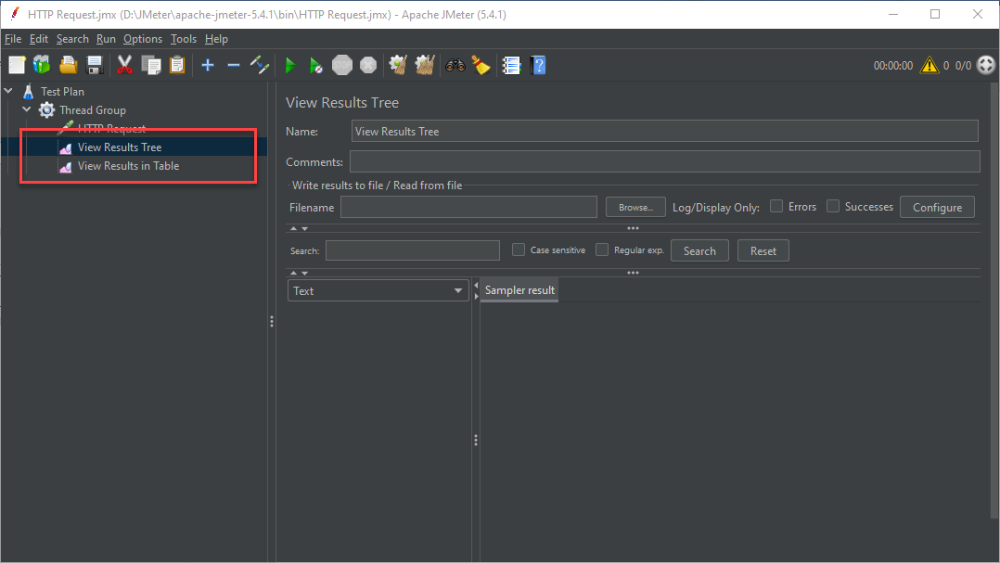 HTTP Request.jmx (D:\JMeter\apache-jmeter-5.4.1\bin\HTTP Request.jmx) - Apache JMeter (5.4.1)
File Edit Search Run Options Tools Help
STOP 00:00:00 0 0/0
Test Plan
Thread Group
HTTP Request
View Results Tree
View Results in Table
View Results Tree
Name: View Results Tree
Comments:
Write results to file / Read from file
Filename Browse... Log/Display Only: Errors Successes Configure
Search: Case sensitive Regular exp. Search Reset
Text Sampler result